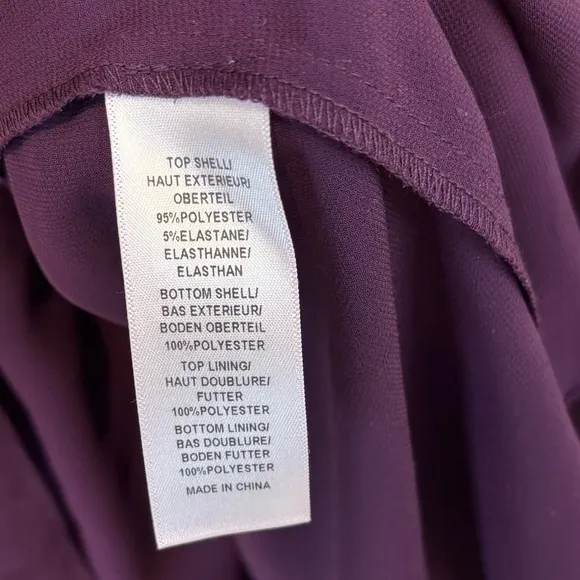 TOP SHELL/
HAUT EXTERIEUR/
OBERTEIL
95%POLYESTER
5%ELASTANE/
ELASTHANNE/
ELASTHAN
BOTTOM SHELL/
BAS EXTERIEUR/
BODEN OBERTEIL
100%POLYESTER
TOP LINING/
HAUT DOUBLURE/
FUTTER
100%POLYESTER
BOTTOM LINING/
BAS DOUBLURE/
BODEN FUTTER
100%POLYESTER
MADE IN CHINA